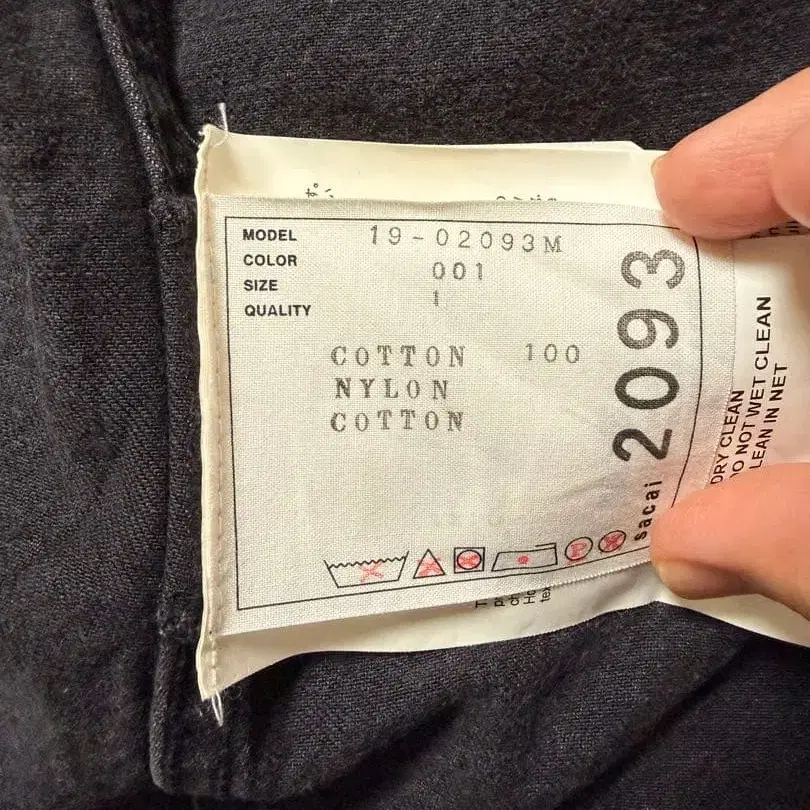 MODEL 19-02093M
COLOR 001
SIZE 1
QUALITY
COTTON 100
NYLON
COTTON
sacai 2093
P
DRY CLEAN
DO NOT WET CLEAN
CLEAN IN NET